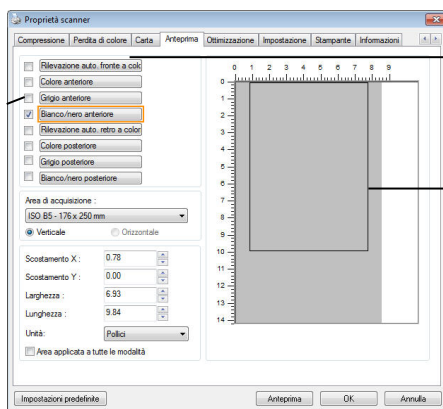 Proprietà scanner
Compressione Perdita di colore Carta Anteprima Ottimizzazione Impostazione Stampante Informazioni
Rilevazione auto. fronte a colo
Colore anteriore
Grigio anteriore
Bianco/nero anteriore
Rilevazione auto. retro a color
Colore posteriore
Grigio posteriore
Bianco/nero posteriore
Area di acquisizione :
ISO B5 - 176 x 250 mm
Verticale Orizzontale
Scostamento X : 0.78
Scostamento Y : 0.00
Larghezza : 6.93
Lunghezza : 9.84
Unità: Pollici
Area applicata a tutte le modalità
0 1 2 3 4 5 6 7 8 9
0
1
2
3
4
5
6
7
8
9
10
11
12
13
14
Impostazioni predefinite Anteprima OK Annulla